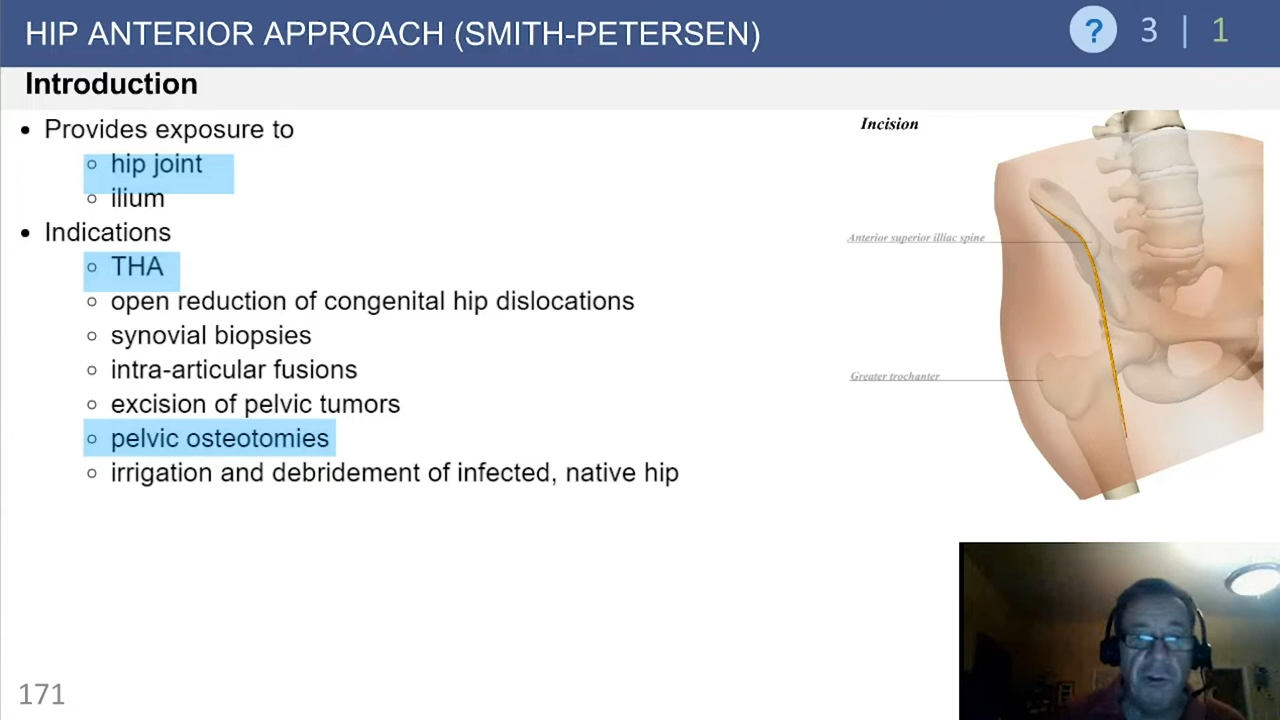 HIP ANTERIOR APPROACH (SMITH-PETERSEN)
? 3 | 1
Introduction
• Provides exposure to
○ hip joint
○ ilium
• Indications
○ THA
○ open reduction of congenital hip dislocations
○ synovial biopsies
○ intra-articular fusions
○ excision of pelvic tumors
○ pelvic osteotomies
○ irrigation and debridement of infected, native hip
Incision
Anterior superior illiac spine
Greater trochanter
171